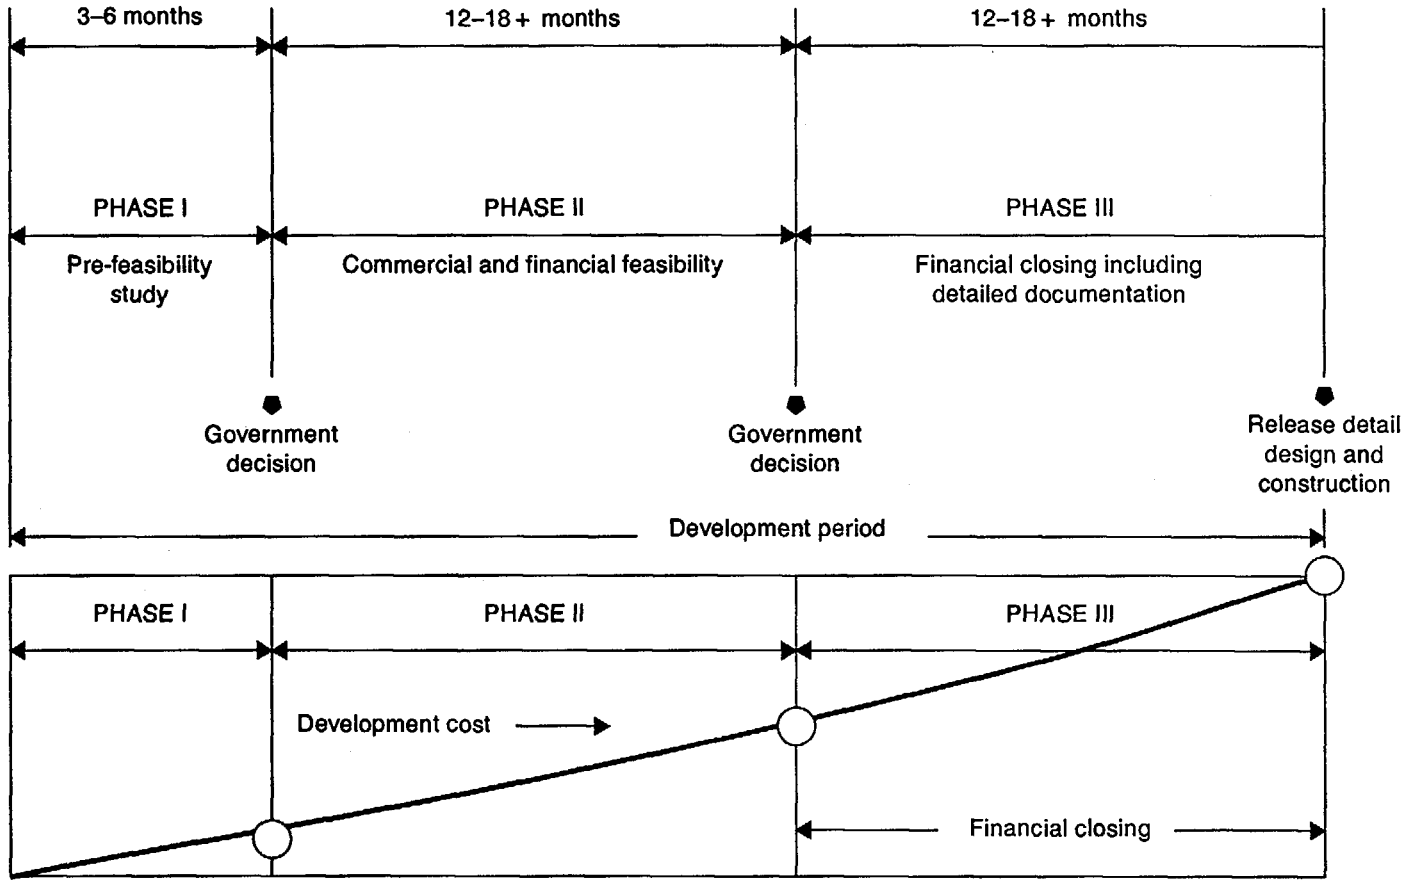 3–6 months
12–18+ months
12–18+ months
PHASE I
PHASE II
PHASE III
Pre-feasibility
study
Commercial and financial feasibility
Financial closing including
detailed documentation
Government
decision
Government
decision
Release detail
design and
construction
Development period
PHASE I
PHASE II
PHASE III
Development cost
Financial closing